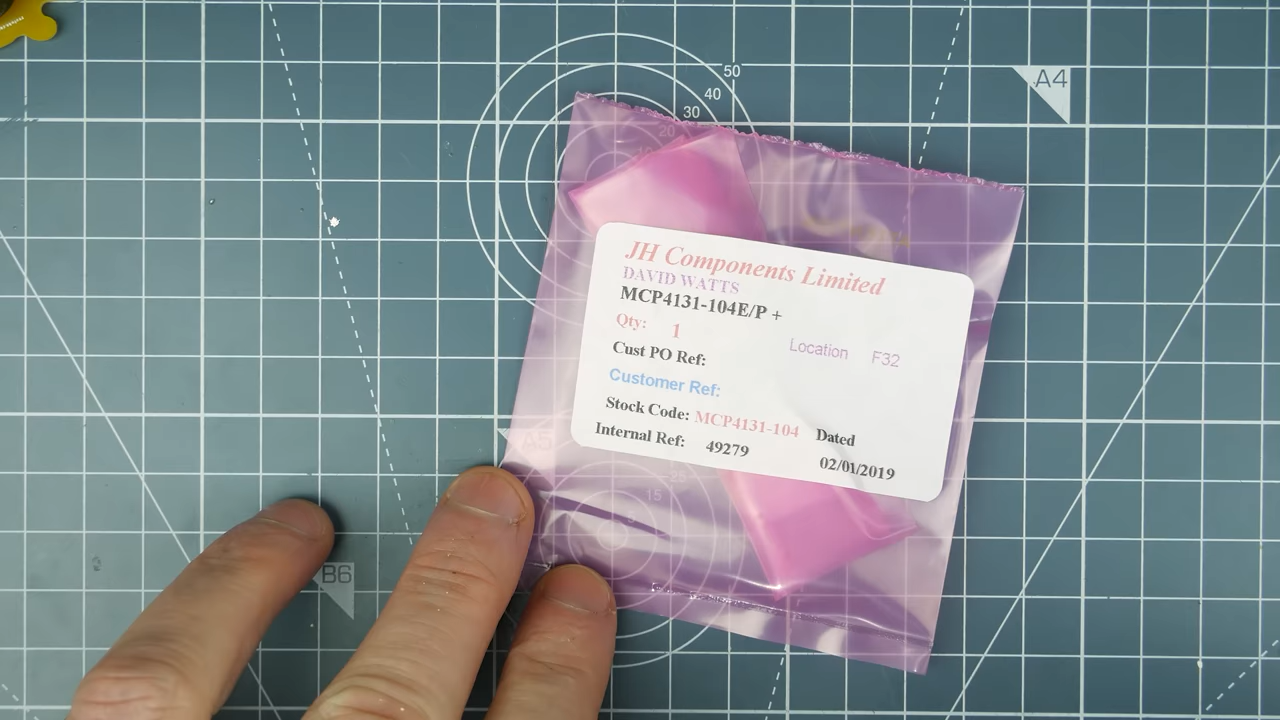 50
40
30
20
A4
JH Components Limited
DAVID WATTS
MCP4131-104E/P +
Qty: 1
Location F32
Cust PO Ref:
Customer Ref:
Stock Code: MCP4131-104
Dated
Internal Ref: 49279
02/01/2019
A5
25
15
B6